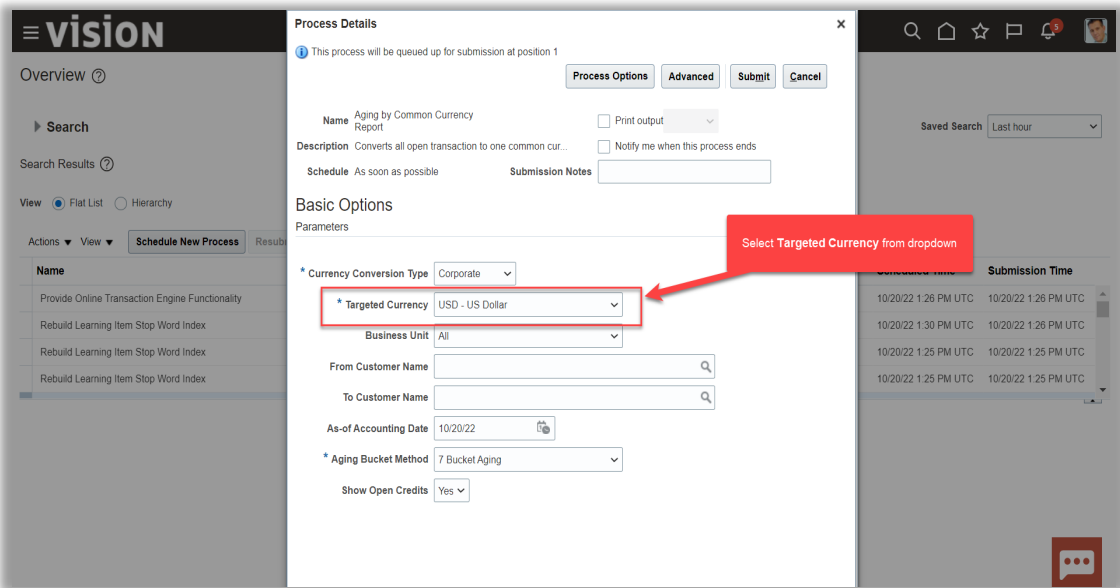 vision
5
Overview
Search
Saved Search Last hour
Search Results
View Flat List Hierarchy
Actions View Schedule New Process Resub
Name Scheduled Time Submission Time
Provide Online Transaction Engine Functionality 10/20/22 1:26 PM UTC 10/20/22 1:26 PM UTC
Rebuild Learning Item Stop Word Index 10/20/22 1:30 PM UTC 10/20/22 1:25 PM UTC
Rebuild Learning Item Stop Word Index 10/20/22 1:25 PM UTC 10/20/22 1:25 PM UTC
Rebuild Learning Item Stop Word Index 10/20/22 1:25 PM UTC 10/20/22 1:25 PM UTC
Process Details
This process will be queued up for submission at position 1
Process Options Advanced Submit Cancel
Name Aging by Common Currency
Report
Print output
Description Converts all open transaction to one common cur...
Notify me when this process ends
Schedule As soon as possible
Submission Notes
Basic Options
Parameters
* Currency Conversion Type Corporate
* Targeted Currency USD - US Dollar
Business Unit All
From Customer Name
To Customer Name
As-of Accounting Date 10/20/22
* Aging Bucket Method 7 Bucket Aging
Show Open Credits Yes
Select Targeted Currency from dropdown